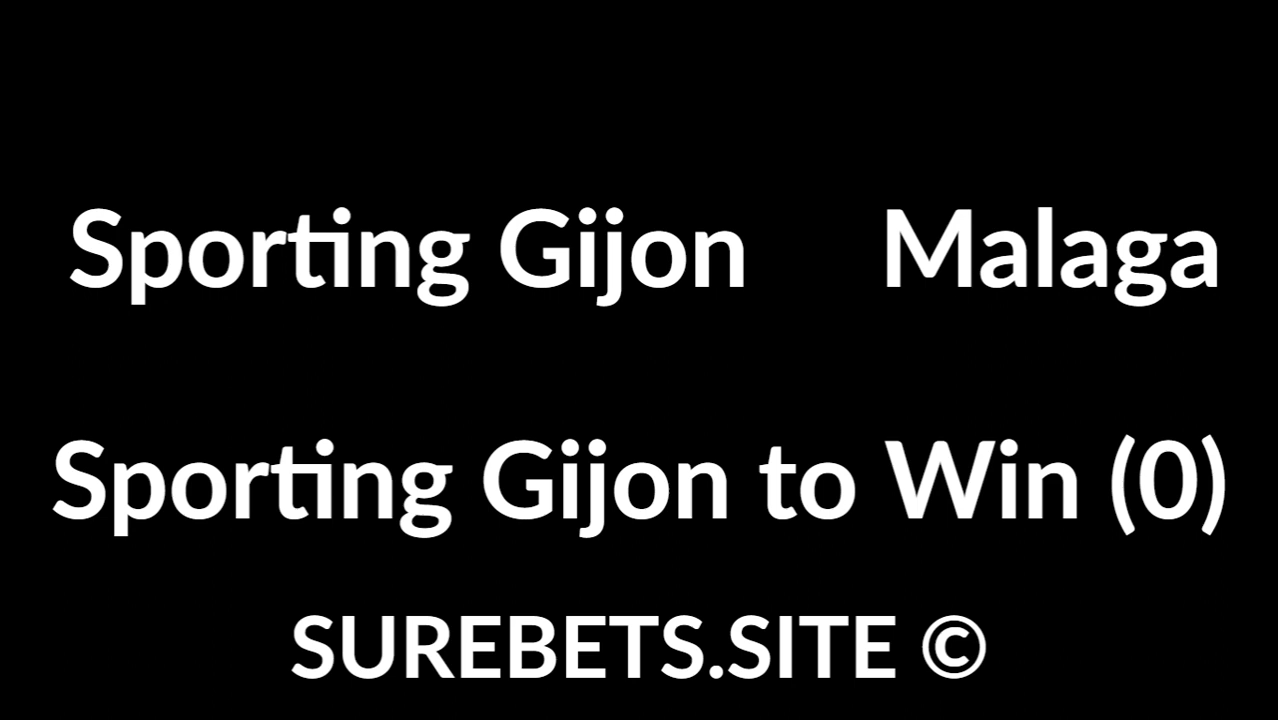 Sporting Gijon Malaga
Sporting Gijon to Win (0)
SUREBETS.SITE ©